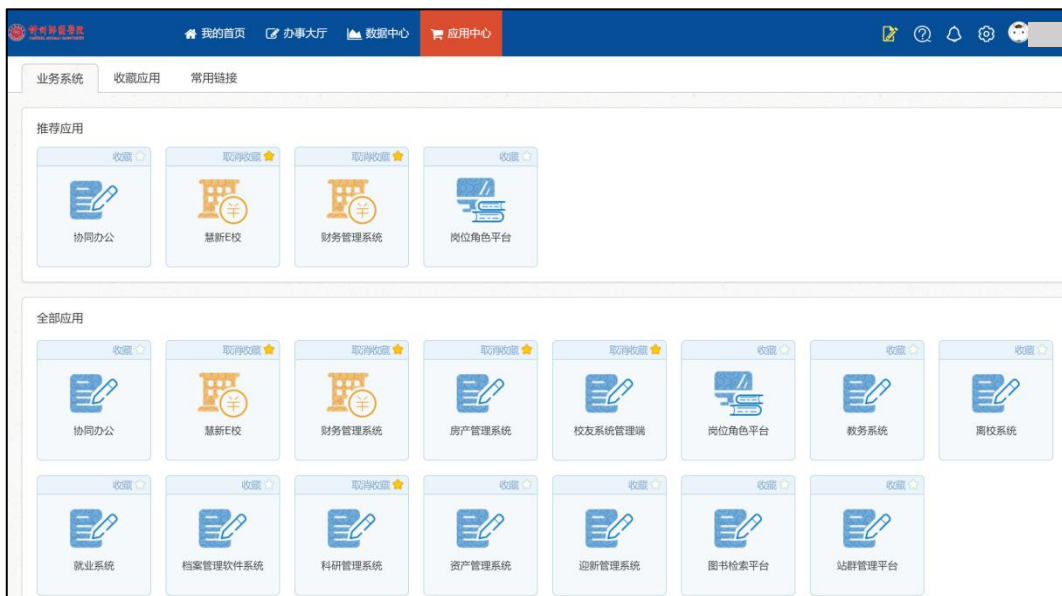 忻州师范学院
我的首页 办事大厅 数据中心 应用中心
业务系统 收藏应用 常用链接
推荐应用
收藏 取消收藏 取消收藏 收藏
协同办公 慧新E校 财务管理系统 岗位角色平台
全部应用
收藏 取消收藏 取消收藏 取消收藏 取消收藏 收藏 收藏 收藏
协同办公 慧新E校 财务管理系统 房产管理系统 校友系统管理端 岗位角色平台 教务系统 离校系统
收藏 收藏 取消收藏 收藏 收藏 收藏 收藏
就业系统 档案管理软件系统 科研管理系统 资产管理系统 迎新管理系统 图书检索平台 站群管理平台